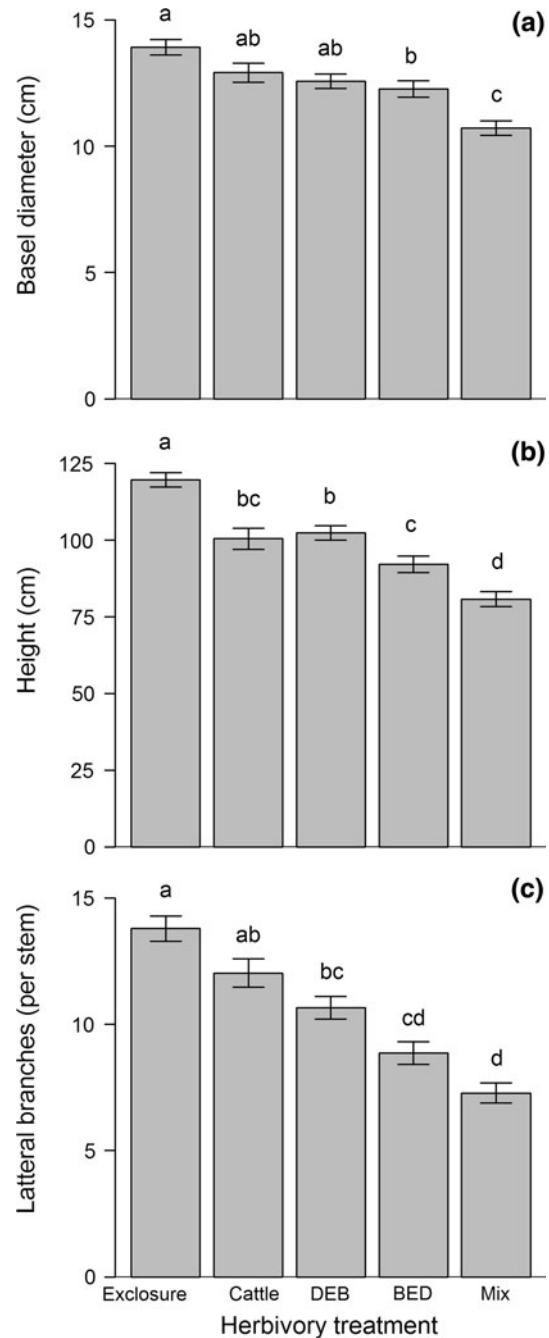 (a)
Basel diameter (cm)
15
10
5
0
a
ab
ab
b
c
(b)
Height (cm)
125
100
75
50
25
0
a
bc
b
c
d
(c)
Latteral branches (per stem)
15
10
5
0
a
ab
bc
cd
d
Exclosure Cattle DEB BED Mix
Herbivory treatment